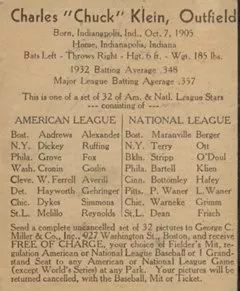 Charles "Chuck" Klein, Outfield
Born, Indianapolis, Ind., Oct. 7, 1905
Home, Indianapolis, Indiana
Bats Left - Throws Right - Hgt. 6 ft. - Wgt. 185 lbs.
1932 Batting Average .348
Major League Batting Average .357
This is one of a set of 32 of Am. & Natl. League Stars
consisting of
AMERICAN LEAGUE NATIONAL LEAGUE
Bost. Andrews Alexander Bost. Maranville Berger
N.Y. Dickey Ruffing N.Y. Terry Ott
Phila. Grove Fox Bkln. Stripp O'Doul
Wash. Cronin Goslin Phila. Bartell Klien
Cleve. W. Ferrell Averill Cinn. Bottomley Hafey
Det. Hayworth Gehringer Pitts. P. Waner L. Waner
Chic. Dykes Simmons Chic. Warneke Grimm
St.L. Melillo Reynolds St.L. Dean Frisch
Send a complete uncancelled set of 32 pictures to George C.
Miller & Co., Inc., 927 Washington St., Boston, and receive
FREE OF CHARGE, your choice of Fielder's Mit, re-
gulation American or National League Baseball or 1 Grand-
stand Seat to any American or National League Game
(except World's Series) at any Park. Your pictures will be
returned cancelled, with the Baseball, Mit or Ticket.